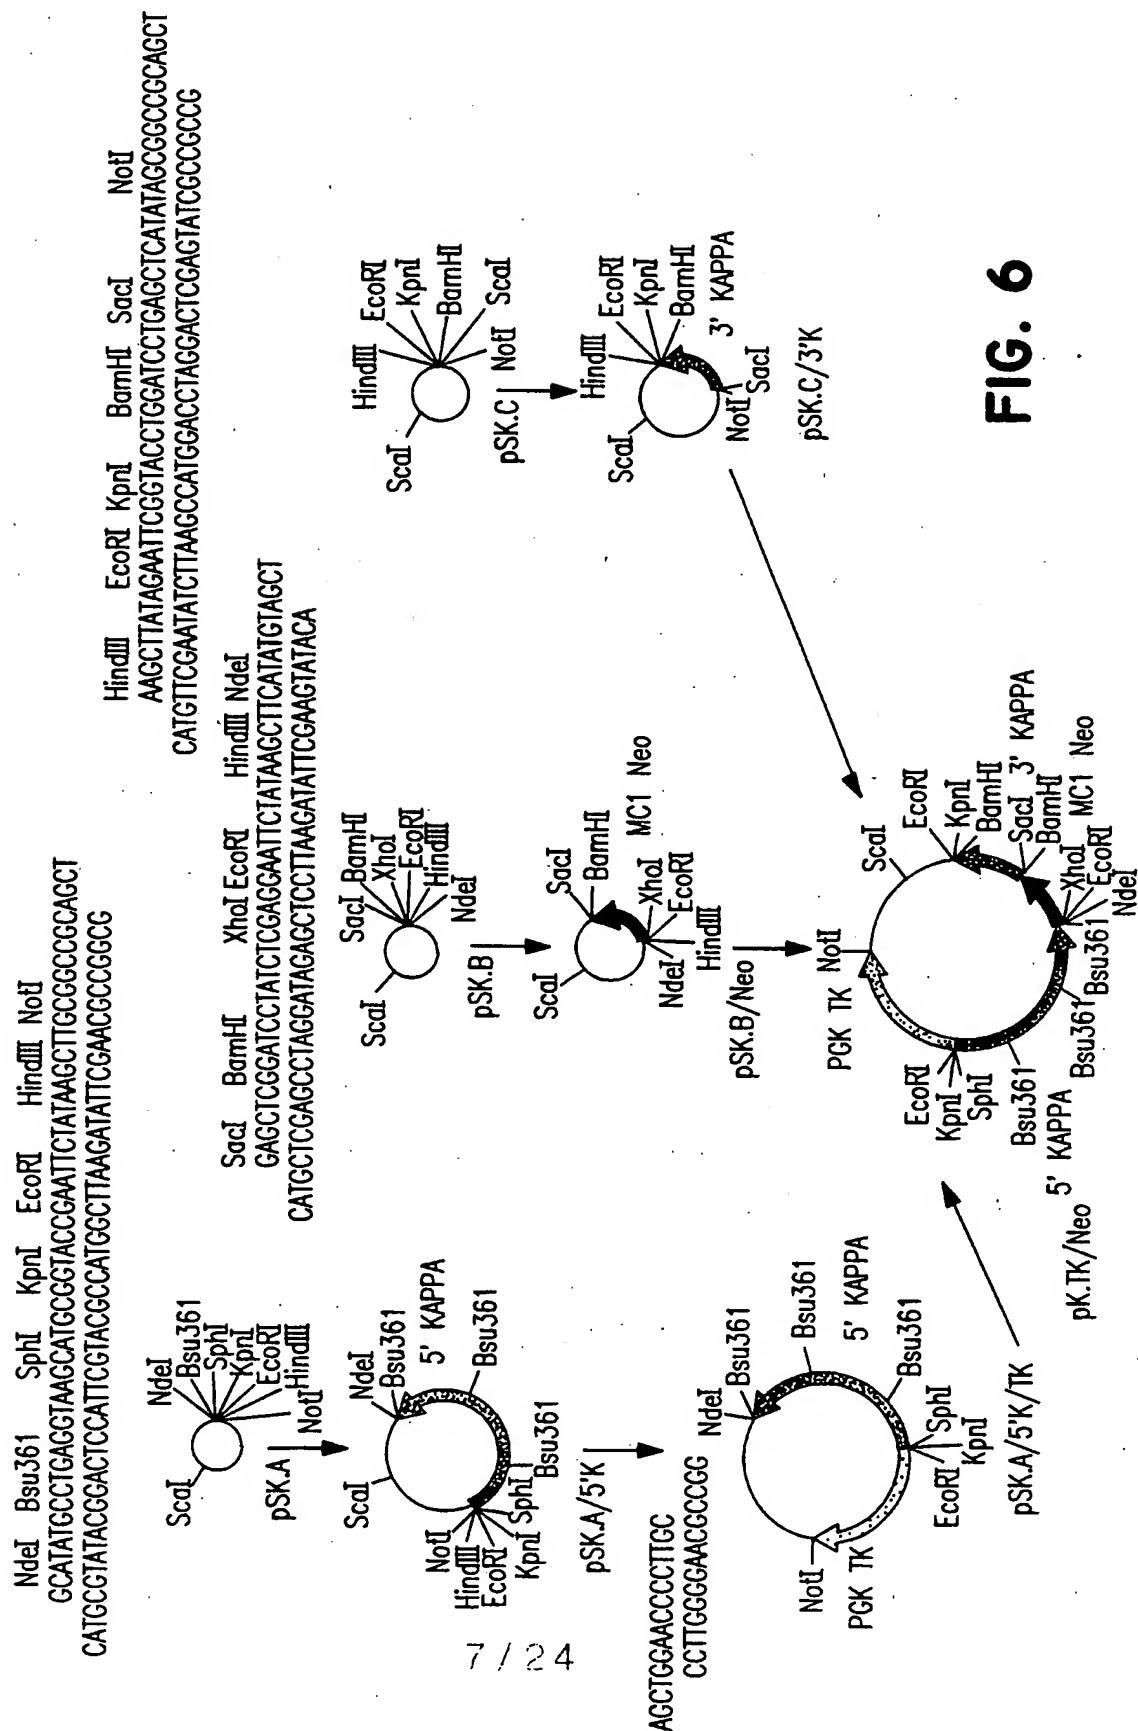 NdeI Bsu361 SphI KpnI EcoRI HindIII NotI
GCATATGCCTGAGGTAAGCATGCGGTACCGAATTCTATAAGCTTGCGGCCGCAGCT
CATGCGTATACGGACTCCATTCGTACGCCATGGCTTAAGATATTCGAACGCCGGCG
SacI BamHI XhoI EcoRI HindIII NdeI
GAGCTCGGATCCTATCTCGAGGAATTCTATAAGCTTCATATGTAGCT
CATGCTCGAGCCTAGGATAGAGCTCCTTAAGATATTCGAAGTATACA
HindIII EcoRI KpnI BamHI SacI NotI
AAGCTTATAGAATTCGGTACCTGGATCCTGAGCTCATAGCGGCCGCAGCT
CATGTTCGAATATCTTAAGCCATGGACCTAGGACTCGAGTATCGCCGGCG
ScaI
NdeI
Bsu361
SphI
KpnI
EcoRI
HindIII
NotI
pSK.A
ScaI
NdeI
Bsu361
5' KAPPA
Bsu361
NotI
HindIII
EcoRI
KpnI
SphI
Bsu361
pSK.A/5'K
AGCTGGAACCCCTTGC
CCTTGGGGAACGCCGG
NdeI
Bsu361
Bsu361
5' KAPPA
Bsu361
SphI
KpnI
EcoRI
NotI
PGK TK
pSK.A/5'K/TK
ScaI
SacI
BamHI
XhoI
EcoRI
HindIII
NdeI
pSK.B
ScaI
SacI
BamHI
MC1 Neo
XhoI
EcoRI
NdeI
HindIII
pSK.B/Neo
ScaI
HindIII
EcoRI
KpnI
BamHI
ScaI
NotI
pSK.C
ScaI
HindIII
EcoRI
KpnI
BamHI
3' KAPPA
NotI
SacI
pSK.C/3'K
PGK TK
NotI
ScaI
EcoRI
KpnI
BamHI
SacI 3' KAPPA
BamHI
MC1 Neo
XhoI
EcoRI
NdeI
Bsu361
Bsu361
Bsu361
5' KAPPA
EcoRI
KpnI
SphI
pK.TK/Neo
FIG. 6
7/24